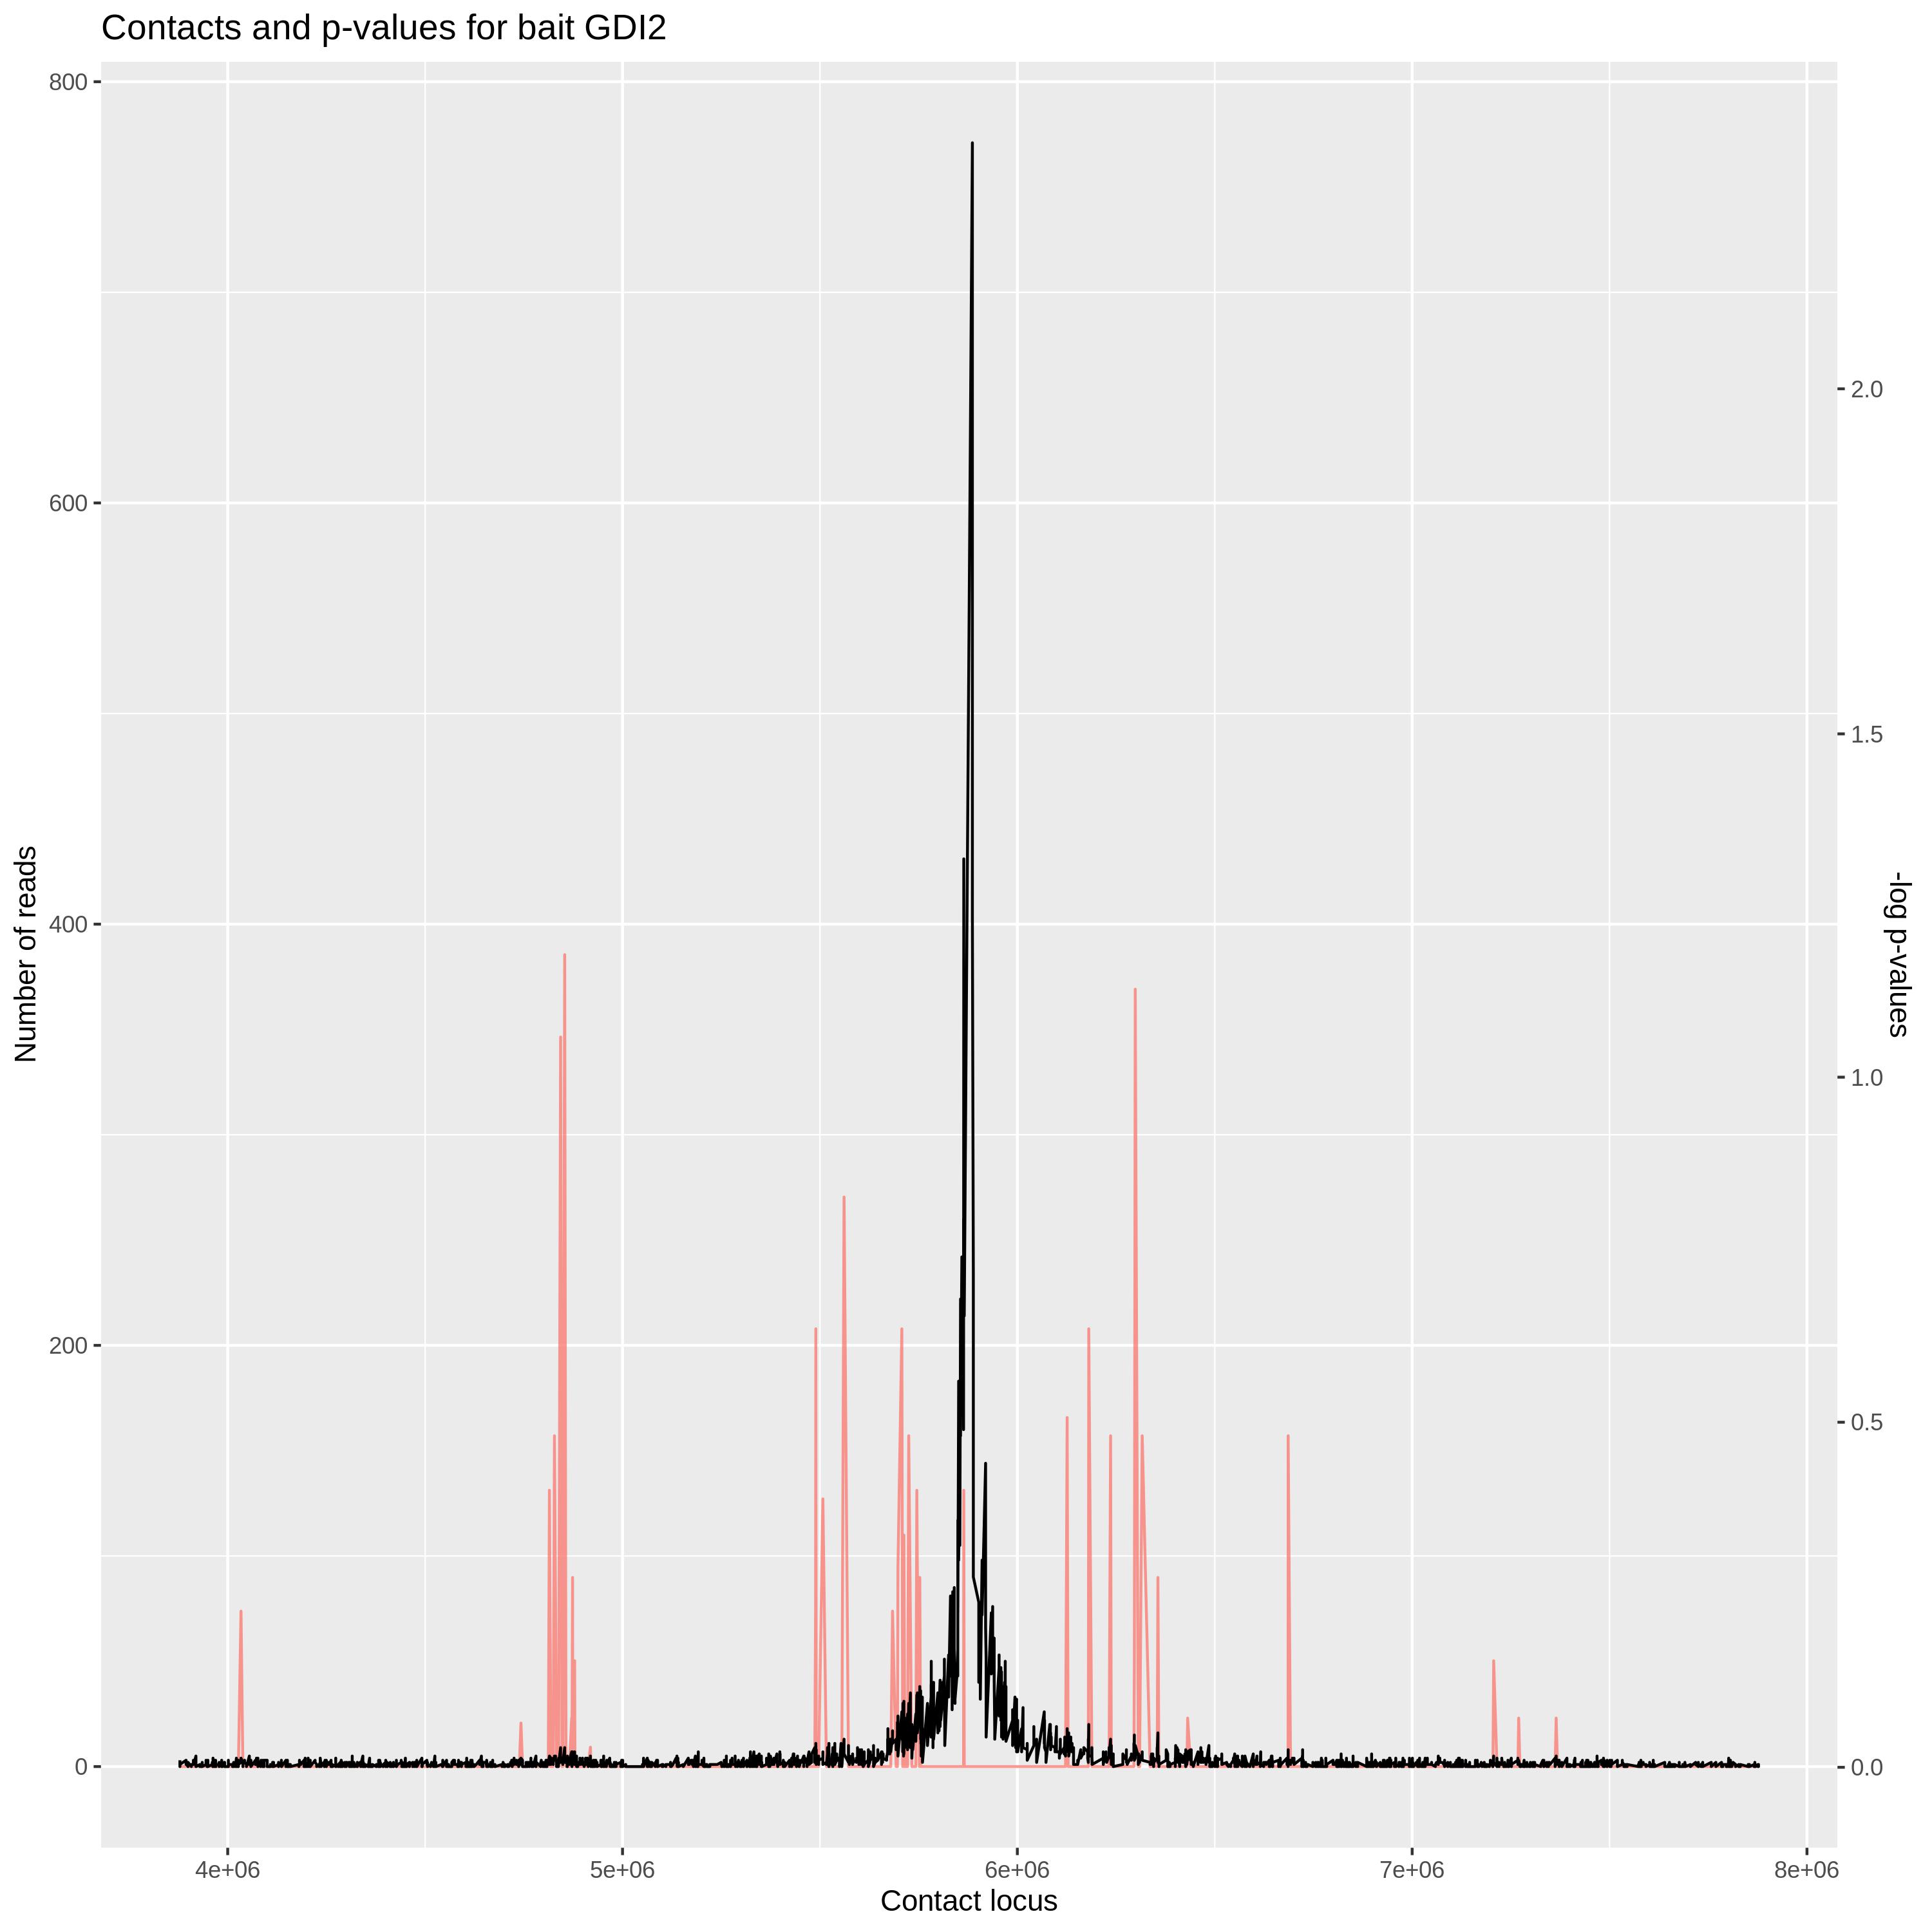 Contacts and p-values for bait GDI2
800
600
400
200
0
Number of reads
2.0
1.5
1.0
0.5
0.0
-log p-values
4e+06
5e+06
6e+06
7e+06
8e+06
Contact locus